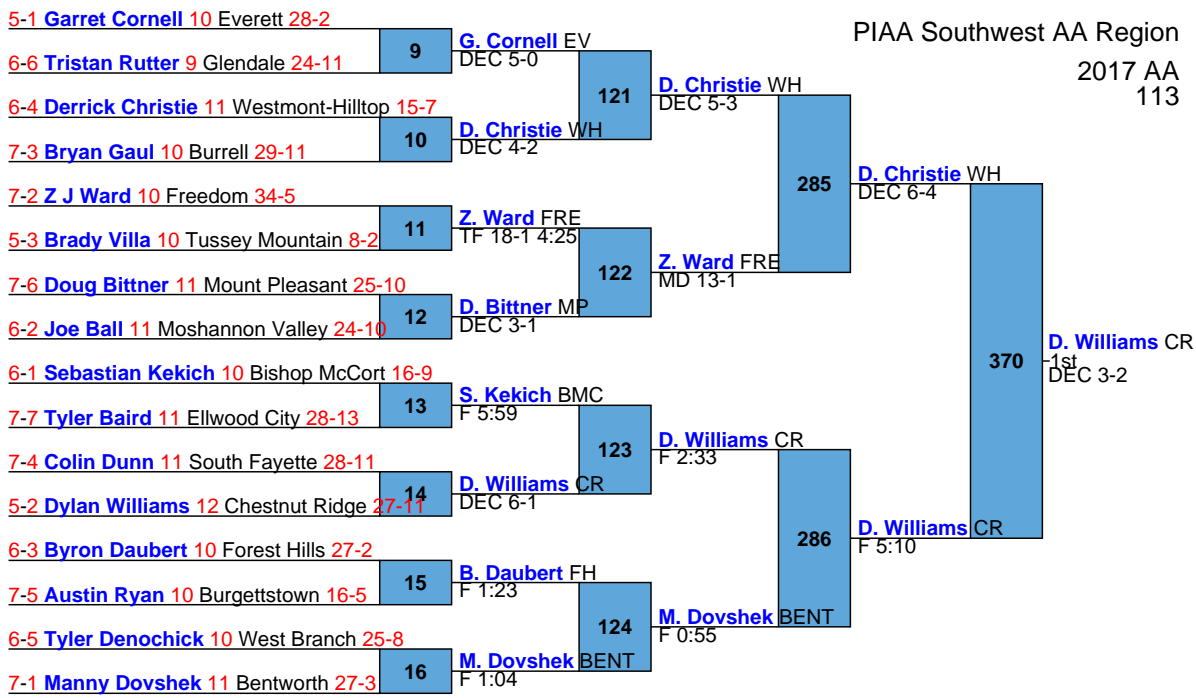 PIAA Southwest AA Region
2017 AA
113
5-1 Garret Cornell 10 Everett 28-2
6-6 Tristan Rutter 9 Glendale 24-11
6-4 Derrick Christie 11 Westmont-Hilltop 15-7
7-3 Bryan Gaul 10 Burrell 29-11
7-2 Z J Ward 10 Freedom 34-5
5-3 Brady Villa 10 Tussey Mountain 8-2
7-6 Doug Bittner 11 Mount Pleasant 25-10
6-2 Joe Ball 11 Moshannon Valley 24-10
6-1 Sebastian Kekich 10 Bishop McCort 16-9
7-7 Tyler Baird 11 Ellwood City 28-13
7-4 Colin Dunn 11 South Fayette 28-11
5-2 Dylan Williams 12 Chestnut Ridge 27-11
6-3 Byron Daubert 10 Forest Hills 27-2
7-5 Austin Ryan 10 Burgettstown 16-5
6-5 Tyler Denochick 10 West Branch 25-8
7-1 Manny Dovshek 11 Bentworth 27-3
9
G. Cornell EV
DEC 5-0
10
D. Christie WH
DEC 4-2
11
Z. Ward FRE
TF 18-1 4:25
12
D. Bittner MP
DEC 3-1
13
S. Kekich BMC
F 5:59
14
D. Williams CR
DEC 6-1
15
B. Daubert FH
F 1:23
16
M. Dovshek BENT
F 1:04
121
D. Christie WH
DEC 5-3
122
Z. Ward FRE
MD 13-1
123
D. Williams CR
F 2:33
124
M. Dovshek BENT
F 0:55
285
D. Christie WH
DEC 6-4
286
D. Williams CR
F 5:10
370
D. Williams CR
1st
DEC 3-2